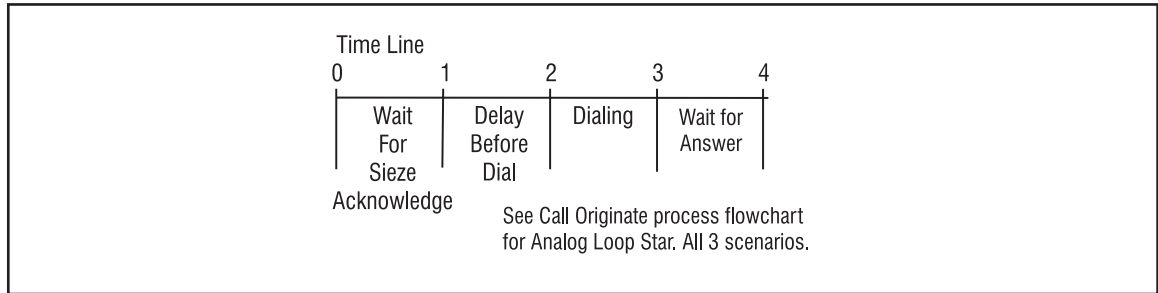 Time Line
0 1 2 3 4
Wait For Sieze Acknowledge
Delay Before Dial
Dialing
Wait for Answer
See Call Originate process flowchart
for Analog Loop Star. All 3 scenarios.